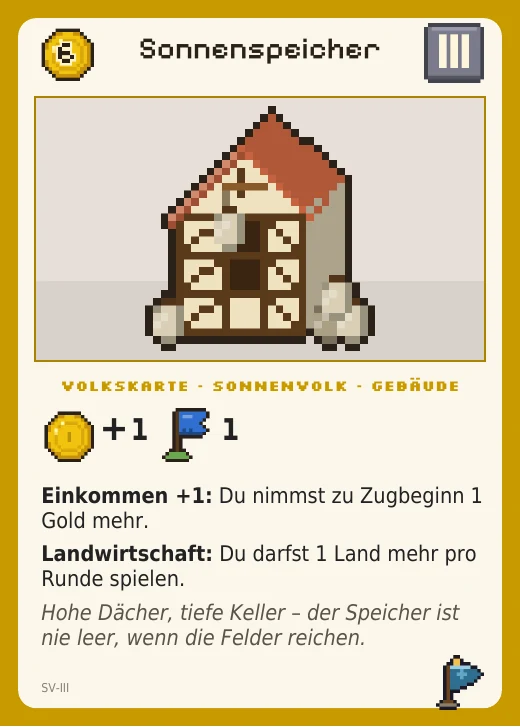 6
Sonnenspeicher
III
VOLKSKARTE - SONNENVOLK - GEBÄUDE
+1 1
Einkommen +1: Du nimmst zu Zugbeginn 1
Gold mehr.
Landwirtschaft: Du darfst 1 Land mehr pro
Runde spielen.
Hohe Dächer, tiefe Keller – der Speicher ist
nie leer, wenn die Felder reichen.
SV-III